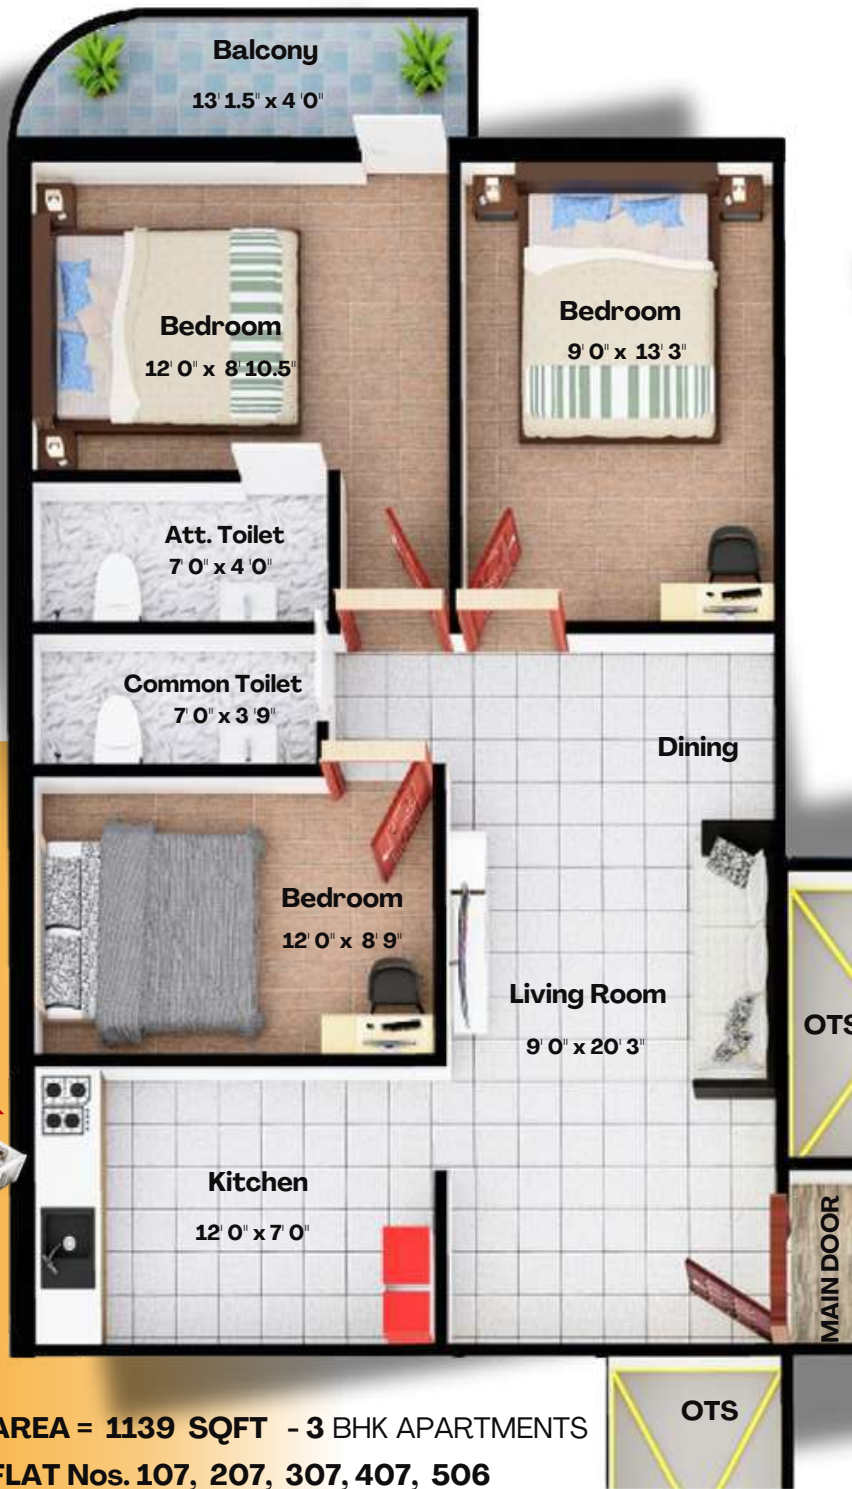 Balcony
13' 1.5" x 4 '0"
Bedroom
12' 0" x 8' 10.5"
Bedroom
9' 0" x 13' 3"
Att. Toilet
7' 0" x 4 '0"
Common Toilet
7' 0" x 3 '9"
Dining
Bedroom
12' 0" x 8' 9"
Living Room
9' 0" x 20' 3"
OTS
Kitchen
12' 0" x 7' 0"
MAIN DOOR
OTS
AREA = 1139 SQFT - 3 BHK APARTMENTS
FLAT Nos. 107, 207, 307, 407, 506